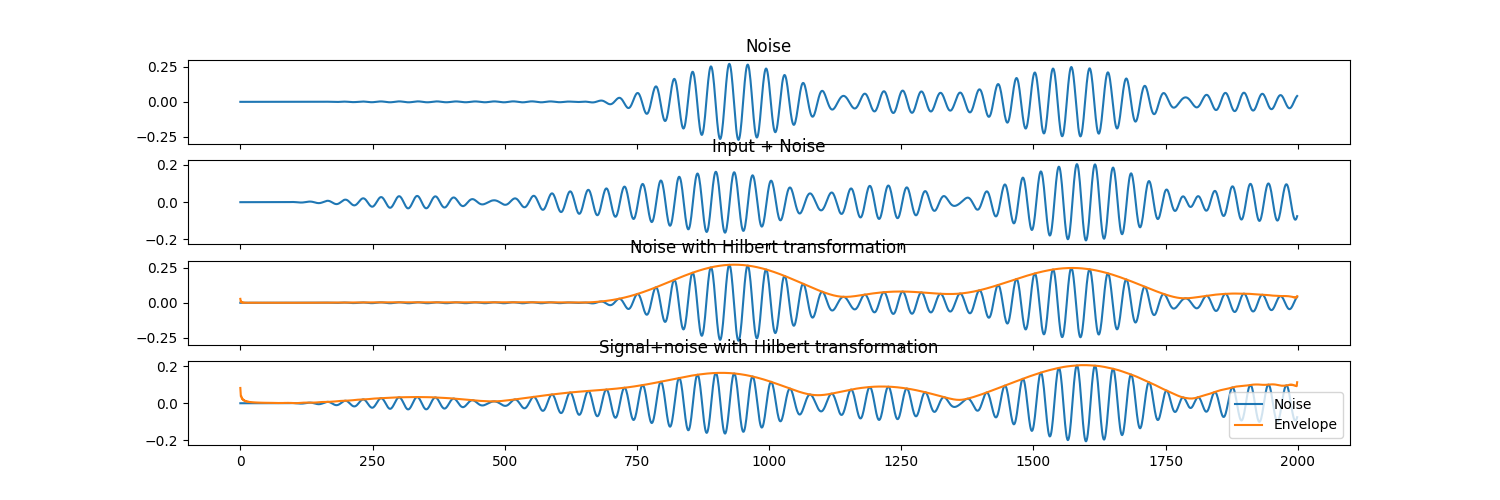 Noise
0.25
0.00
−0.25
Input + Noise
0.2
0.0
−0.2
Noise with Hilbert transformation
0.25
0.00
−0.25
Signal+noise with Hilbert transformation
0.2
0.0
−0.2
Noise
Envelope
0 250 500 750 1000 1250 1500 1750 2000